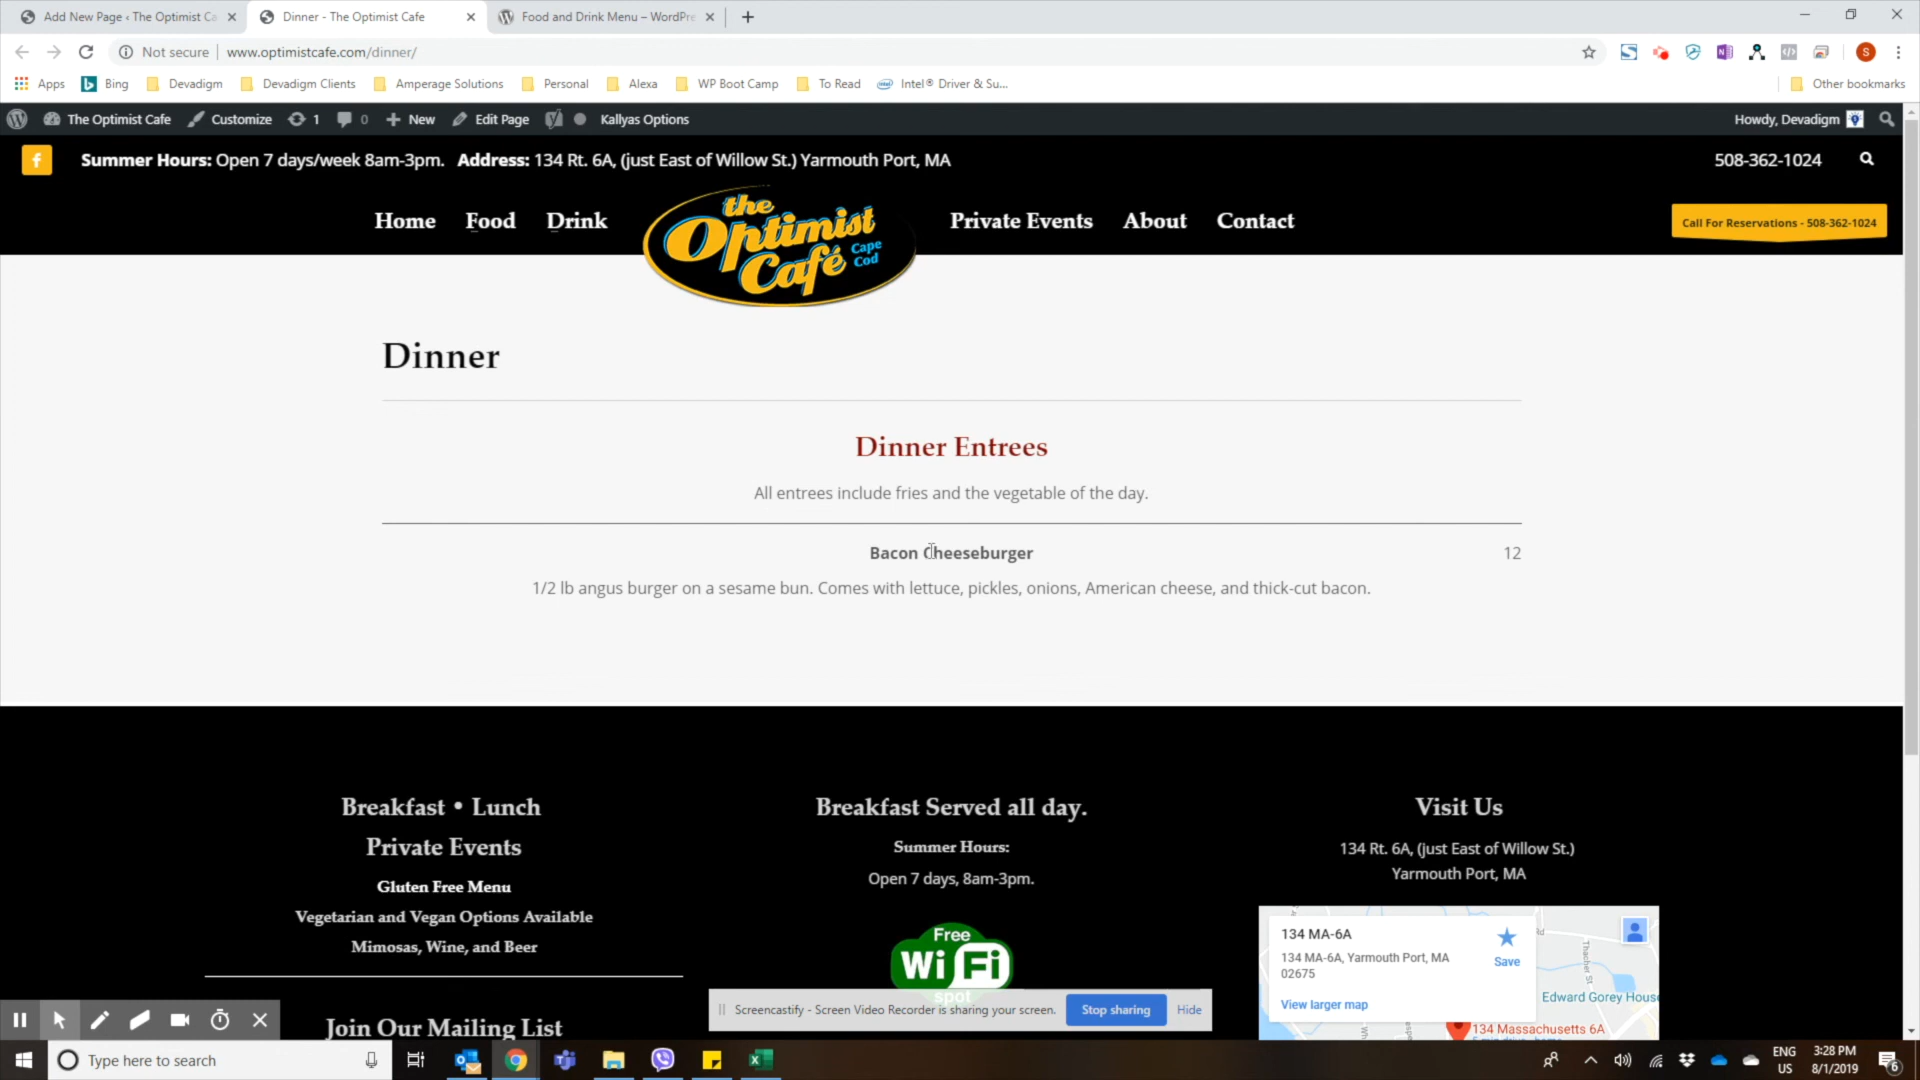 Add New Page ‹ The Optimist Ca
Dinner - The Optimist Cafe
Food and Drink Menu – WordPre
Not secure
www.optimistcafe.com/dinner/
Apps
Bing
Devadigm
Devadigm Clients
Amperage Solutions
Personal
Alexa
WP Boot Camp
To Read
Intel® Driver & Su...
Other bookmarks
The Optimist Cafe
Customize
1
0
New
Edit Page
Kallyas Options
Howdy, Devadigm
Summer Hours: Open 7 days/week 8am-3pm. Address: 134 Rt. 6A, (just East of Willow St.) Yarmouth Port, MA
508-362-1024
Home
Food
Drink
the Optimist Café Cape Cod
Private Events
About
Contact
Call For Reservations - 508-362-1024
Dinner
Dinner Entrees
All entrees include fries and the vegetable of the day.
Bacon Cheeseburger 12
1/2 lb angus burger on a sesame bun. Comes with lettuce, pickles, onions, American cheese, and thick-cut bacon.
Breakfast • Lunch
Private Events
Gluten Free Menu
Vegetarian and Vegan Options Available
Mimosas, Wine, and Beer
Join Our Mailing List
Breakfast Served all day.
Summer Hours:
Open 7 days, 8am-3pm.
Free
Wi Fi
spot
Visit Us
134 Rt. 6A, (just East of Willow St.)
Yarmouth Port, MA
134 MA-6A
134 MA-6A, Yarmouth Port, MA
02675
Save
View larger map
Rd
Edward Gorey House
134 Massachusetts 6A
Screencastify - Screen Video Recorder is sharing your screen.
Stop sharing
Hide
Type here to search
ENG
US
3:28 PM
8/1/2019
6